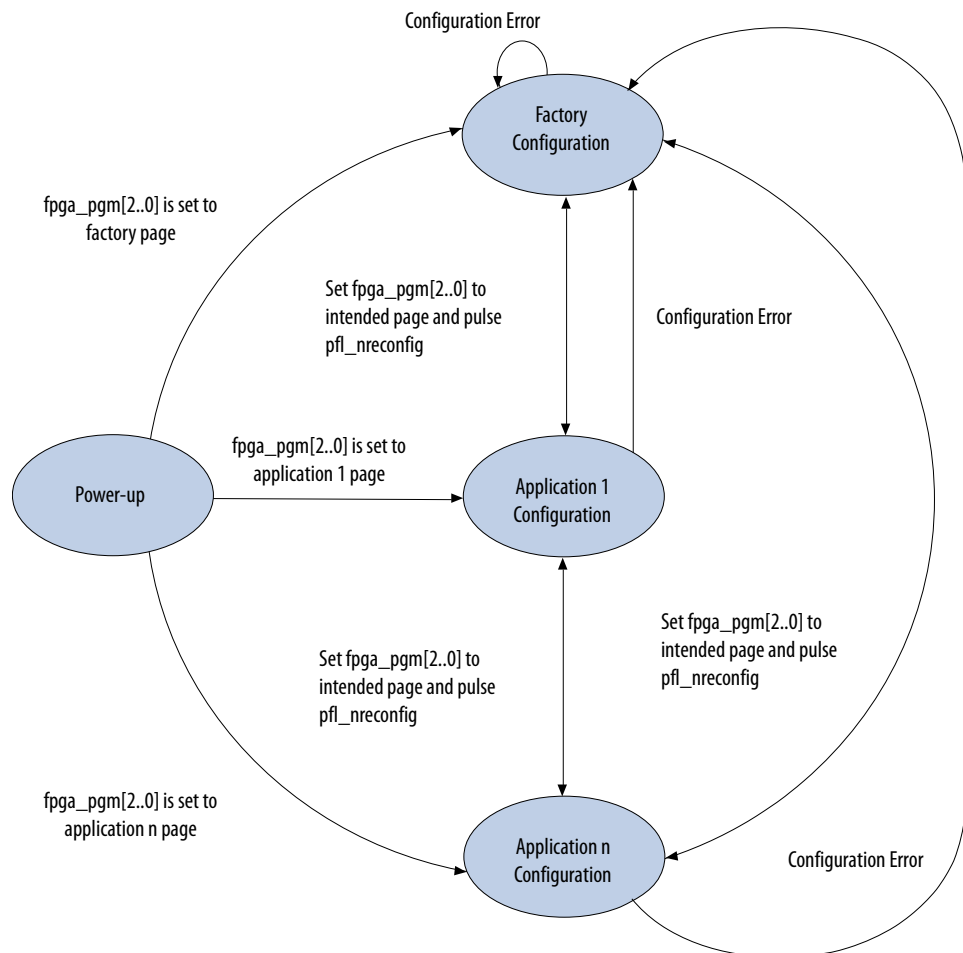 Configuration Error
Factory
Configuration
fpga_pgm[2..0] is set to
factory page
Set fpga_pgm[2..0] to
intended page and pulse
pfl_nreconfig
Configuration Error
fpga_pgm[2..0] is set to
application 1 page
Power-up
Application 1
Configuration
Set fpga_pgm[2..0] to
intended page and pulse
pfl_nreconfig
Set fpga_pgm[2..0] to
intended page and pulse
pfl_nreconfig
fpga_pgm[2..0] is set to
application n page
Application n
Configuration
Configuration Error